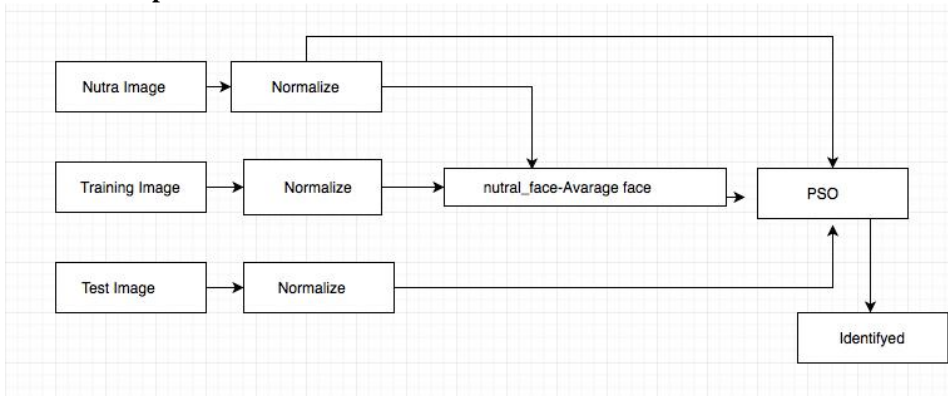 Nutra Image
Normalize
Training Image
Normalize
nutral_face-Avarage face
PSO
Test Image
Normalize
Identifyed